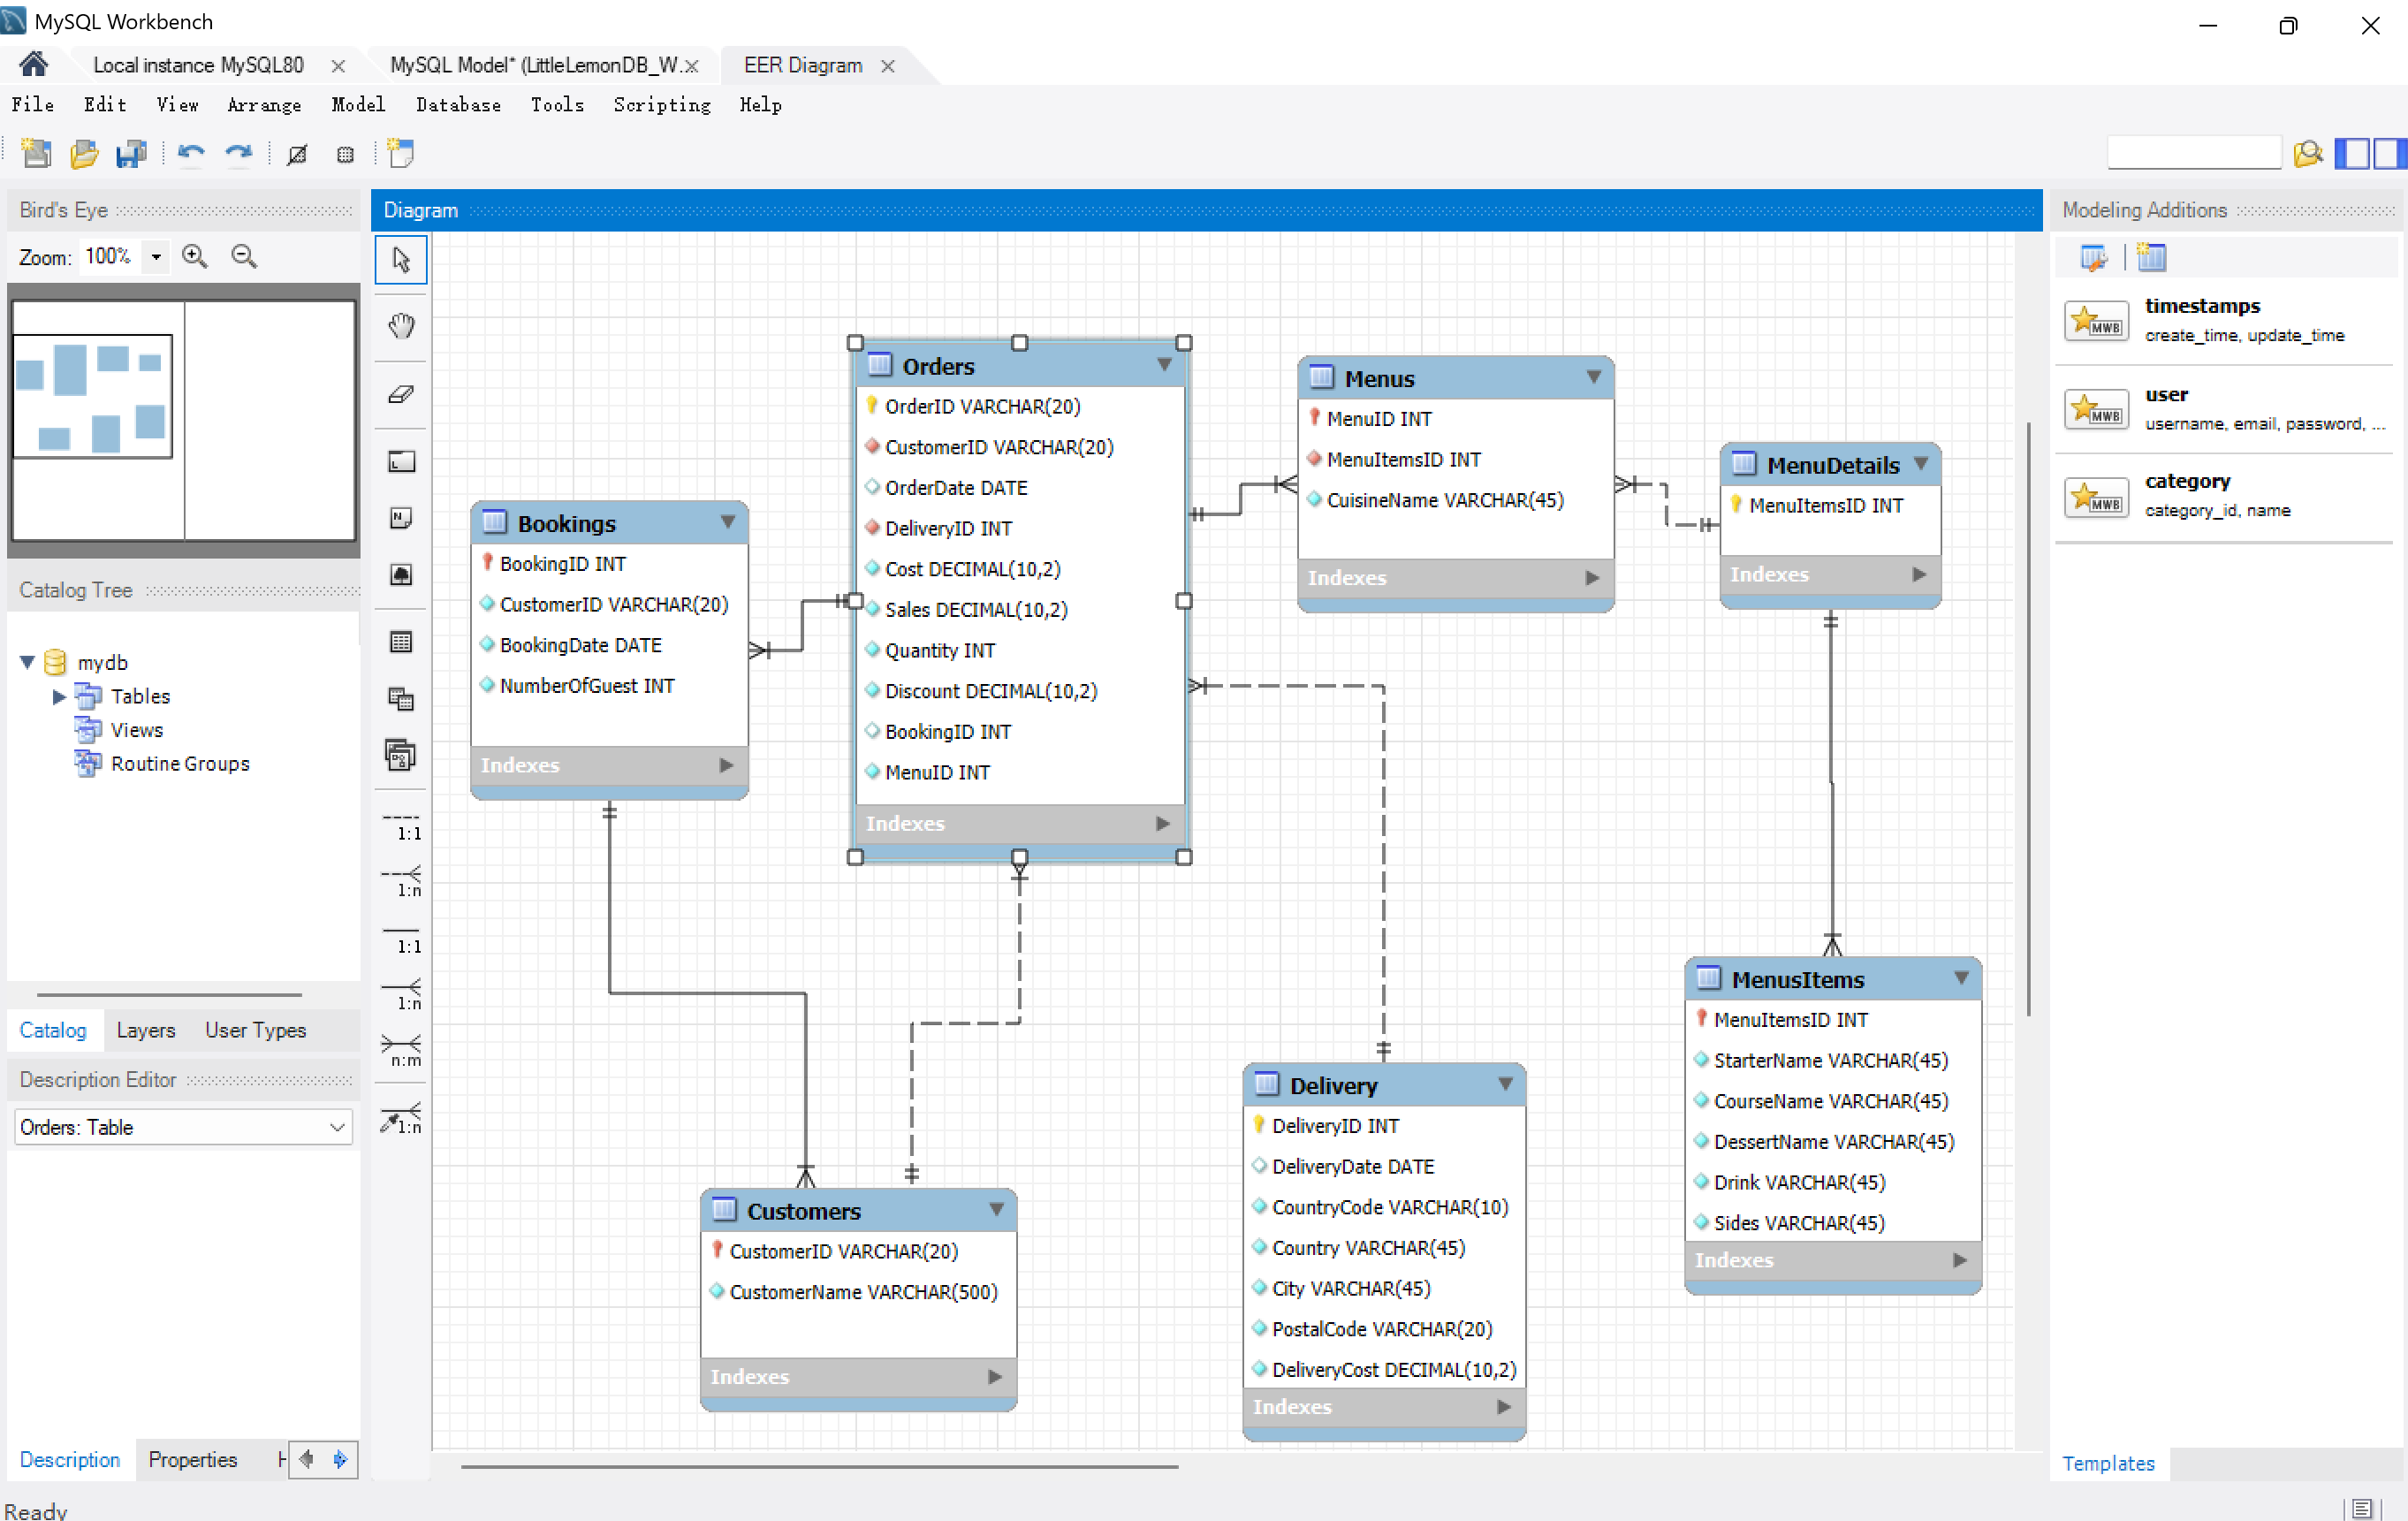 MySQL Workbench
Local instance MySQL80
MySQL Model* (LittleLemonDB_W...
EER Diagram
File Edit View Arrange Model Database Tools Scripting Help
Bird's Eye
Zoom: 100%
Catalog Tree
mydb
Tables
Views
Routine Groups
Catalog Layers User Types
Description Editor
Orders: Table
Description Properties H
Ready
Diagram
1:1
1:n
1:1
1:n
n:m
1:n
Bookings
BookingID INT
CustomerID VARCHAR(20)
BookingDate DATE
NumberOfGuest INT
Indexes
Orders
OrderID VARCHAR(20)
CustomerID VARCHAR(20)
OrderDate DATE
DeliveryID INT
Cost DECIMAL(10,2)
Sales DECIMAL(10,2)
Quantity INT
Discount DECIMAL(10,2)
BookingID INT
MenuID INT
Indexes
Menus
MenuID INT
MenuItemsID INT
CuisineName VARCHAR(45)
Indexes
MenuDetails
MenuItemsID INT
Indexes
Customers
CustomerID VARCHAR(20)
CustomerName VARCHAR(500)
Indexes
Delivery
DeliveryID INT
DeliveryDate DATE
CountryCode VARCHAR(10)
Country VARCHAR(45)
City VARCHAR(45)
PostalCode VARCHAR(20)
DeliveryCost DECIMAL(10,2)
Indexes
MenusItems
MenuItemsID INT
StarterName VARCHAR(45)
CourseName VARCHAR(45)
DessertName VARCHAR(45)
Drink VARCHAR(45)
Sides VARCHAR(45)
Indexes
Modeling Additions
MWB
timestamps
create_time, update_time
MWB
user
username, email, password, ...
MWB
category
category_id, name
Templates